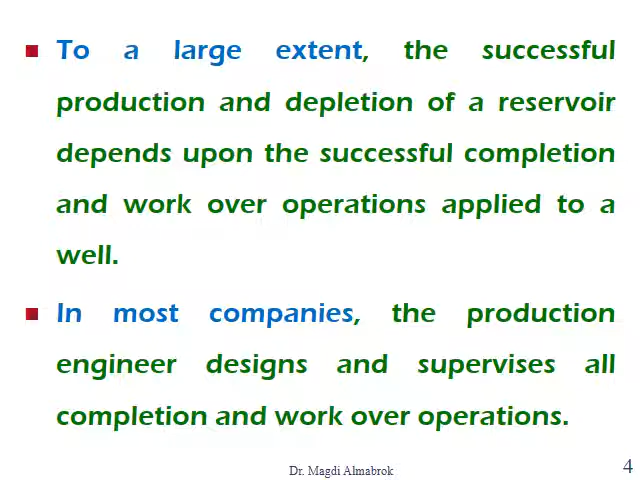 To a large extent, the successful
production and depletion of a reservoir
depends upon the successful completion
and work over operations applied to a
well.
In most companies, the production
engineer designs and supervises all
completion and work over operations.
Dr. Magdi Almabrok
4